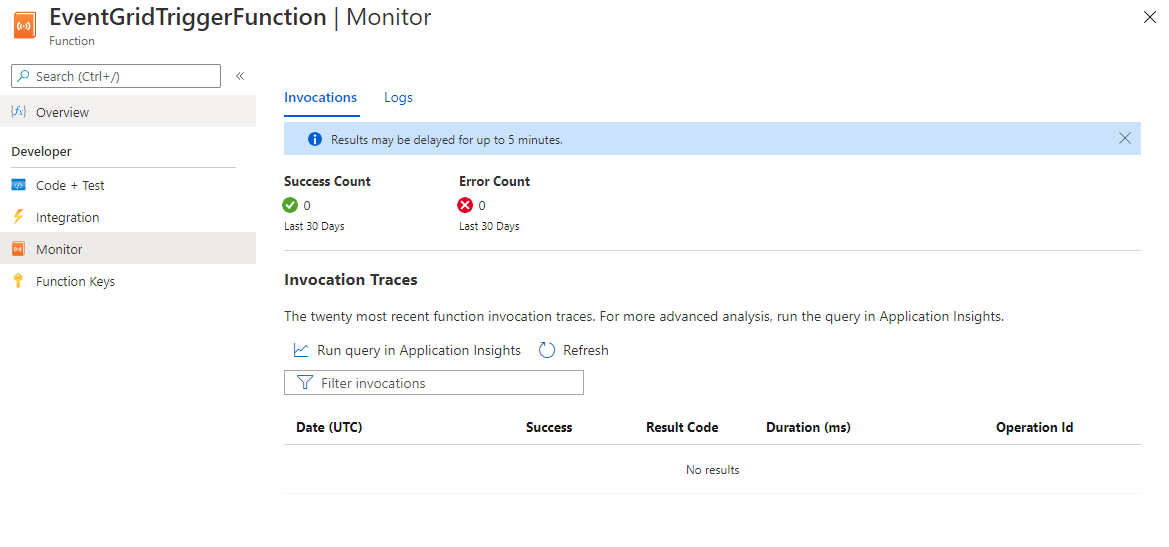 EventGridTriggerFunction | Monitor
Function
Search (Ctrl+/)
«
{fx} Overview
Developer
Code + Test
Integration
Monitor
Function Keys
Invocations Logs
Results may be delayed for up to 5 minutes.
Success Count Error Count
0 0
Last 30 Days Last 30 Days
Invocation Traces
The twenty most recent function invocation traces. For more advanced analysis, run the query in Application Insights.
Run query in Application Insights Refresh
Filter invocations
Date (UTC) Success Result Code Duration (ms) Operation Id
No results